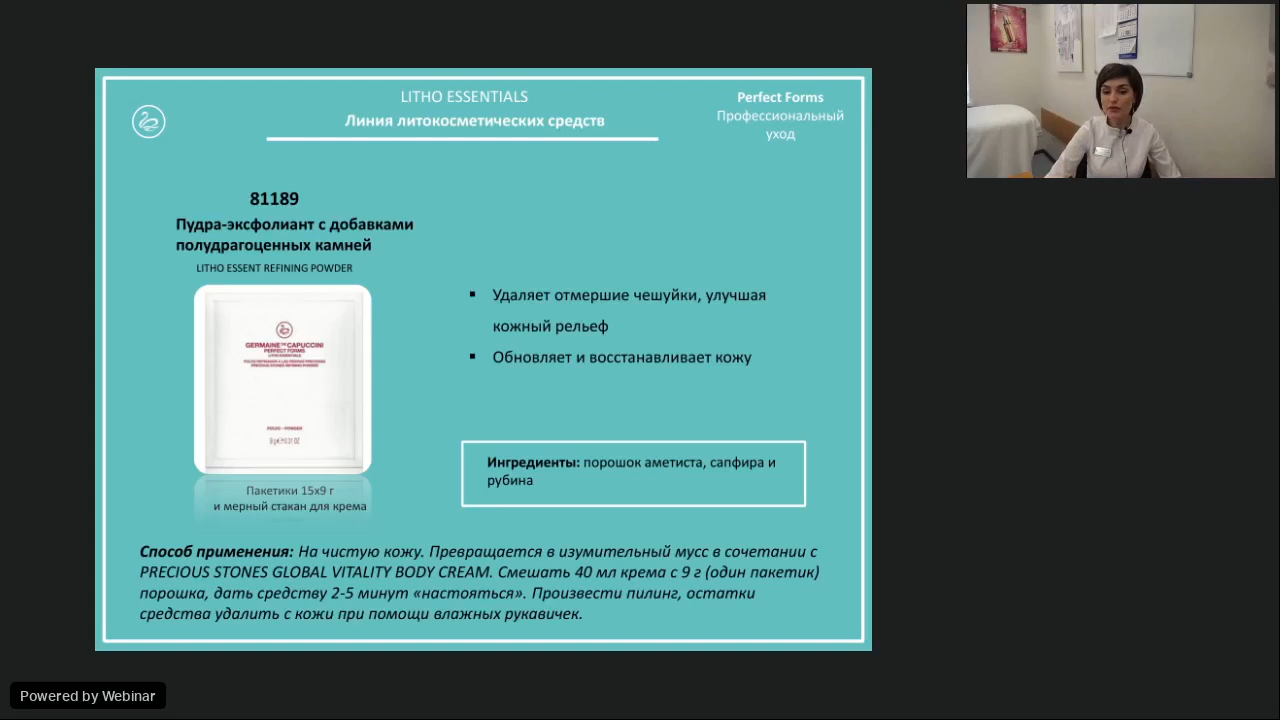 LITHO ESSENTIALS
Линия литокосметических средств
Perfect Forms
Профессиональный
уход
81189
Пудра-эксфолиант с добавками
полудрагоценных камней
LITHO ESSENT REFINING POWDER
GERMAINE CAPUCCINI
PERFECT FORMS
LITHO ESSENTIALS
Пакетики 15х9 г
и мерный стакан для крема
▪ Удаляет отмершие чешуйки, улучшая
кожный рельеф
▪ Обновляет и восстанавливает кожу
Ингредиенты: порошок аметиста, сапфира и
рубина
Способ применения: На чистую кожу. Превращается в изумительный мусс в сочетании с
PRECIOUS STONES GLOBAL VITALITY BODY CREAM. Смешать 40 мл крема с 9 г (один пакетик)
порошка, дать средству 2-5 минут «настояться». Произвести пилинг, остатки
средства удалить с кожи при помощи влажных рукавичек.
Powered by Webinar